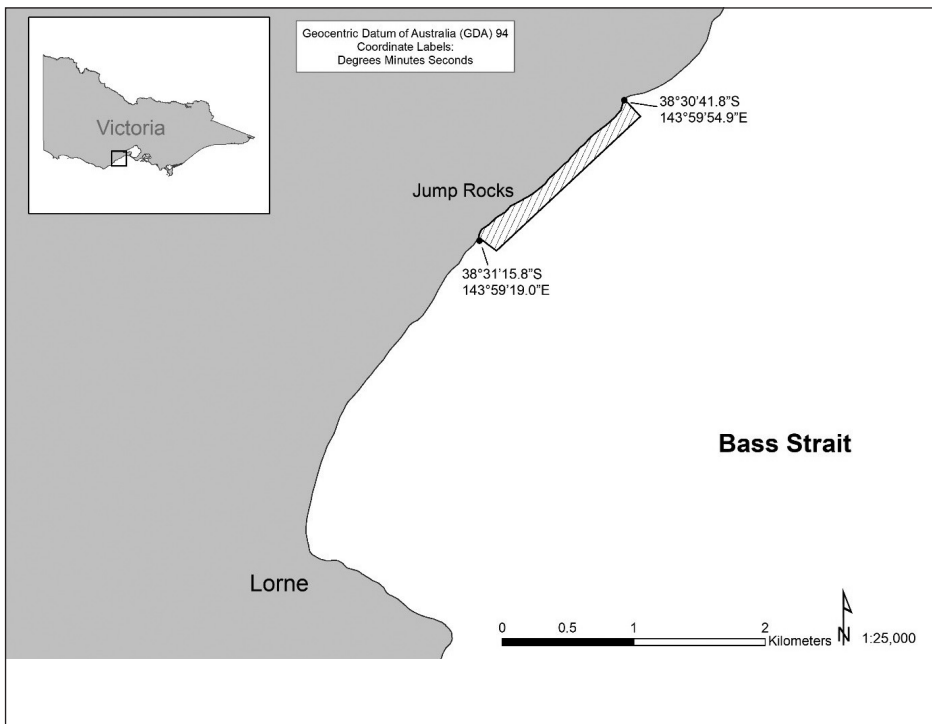 Geocentric Datum of Australia (GDA) 94
Coordinate Labels:
Degrees Minutes Seconds
Victoria
38°30’41.8”S
143°59’54.9”E
Jump Rocks
38°31’15.8”S
143°59’19.0”E
Bass Strait
Lorne
0 0.5 1 2
Kilometers
N
1:25,000